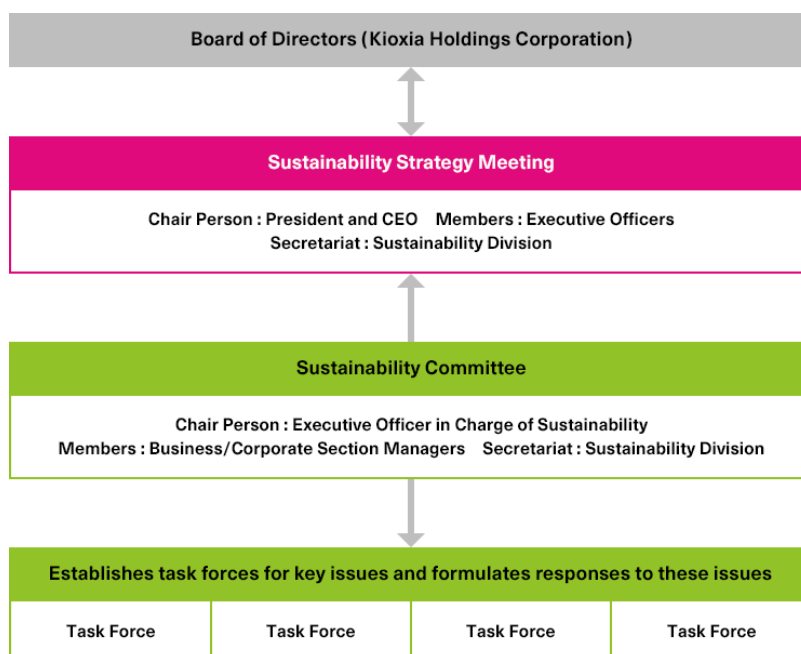 Board of Directors (Kioxia Holdings Corporation)
Sustainability Strategy Meeting
Chair Person : President and CEO Members : Executive Officers
Secretariat : Sustainability Division
Sustainability Committee
Chair Person : Executive Officer in Charge of Sustainability
Members : Business/Corporate Section Managers Secretariat : Sustainability Division
Establishes task forces for key issues and formulates responses to these issues
Task Force Task Force Task Force Task Force